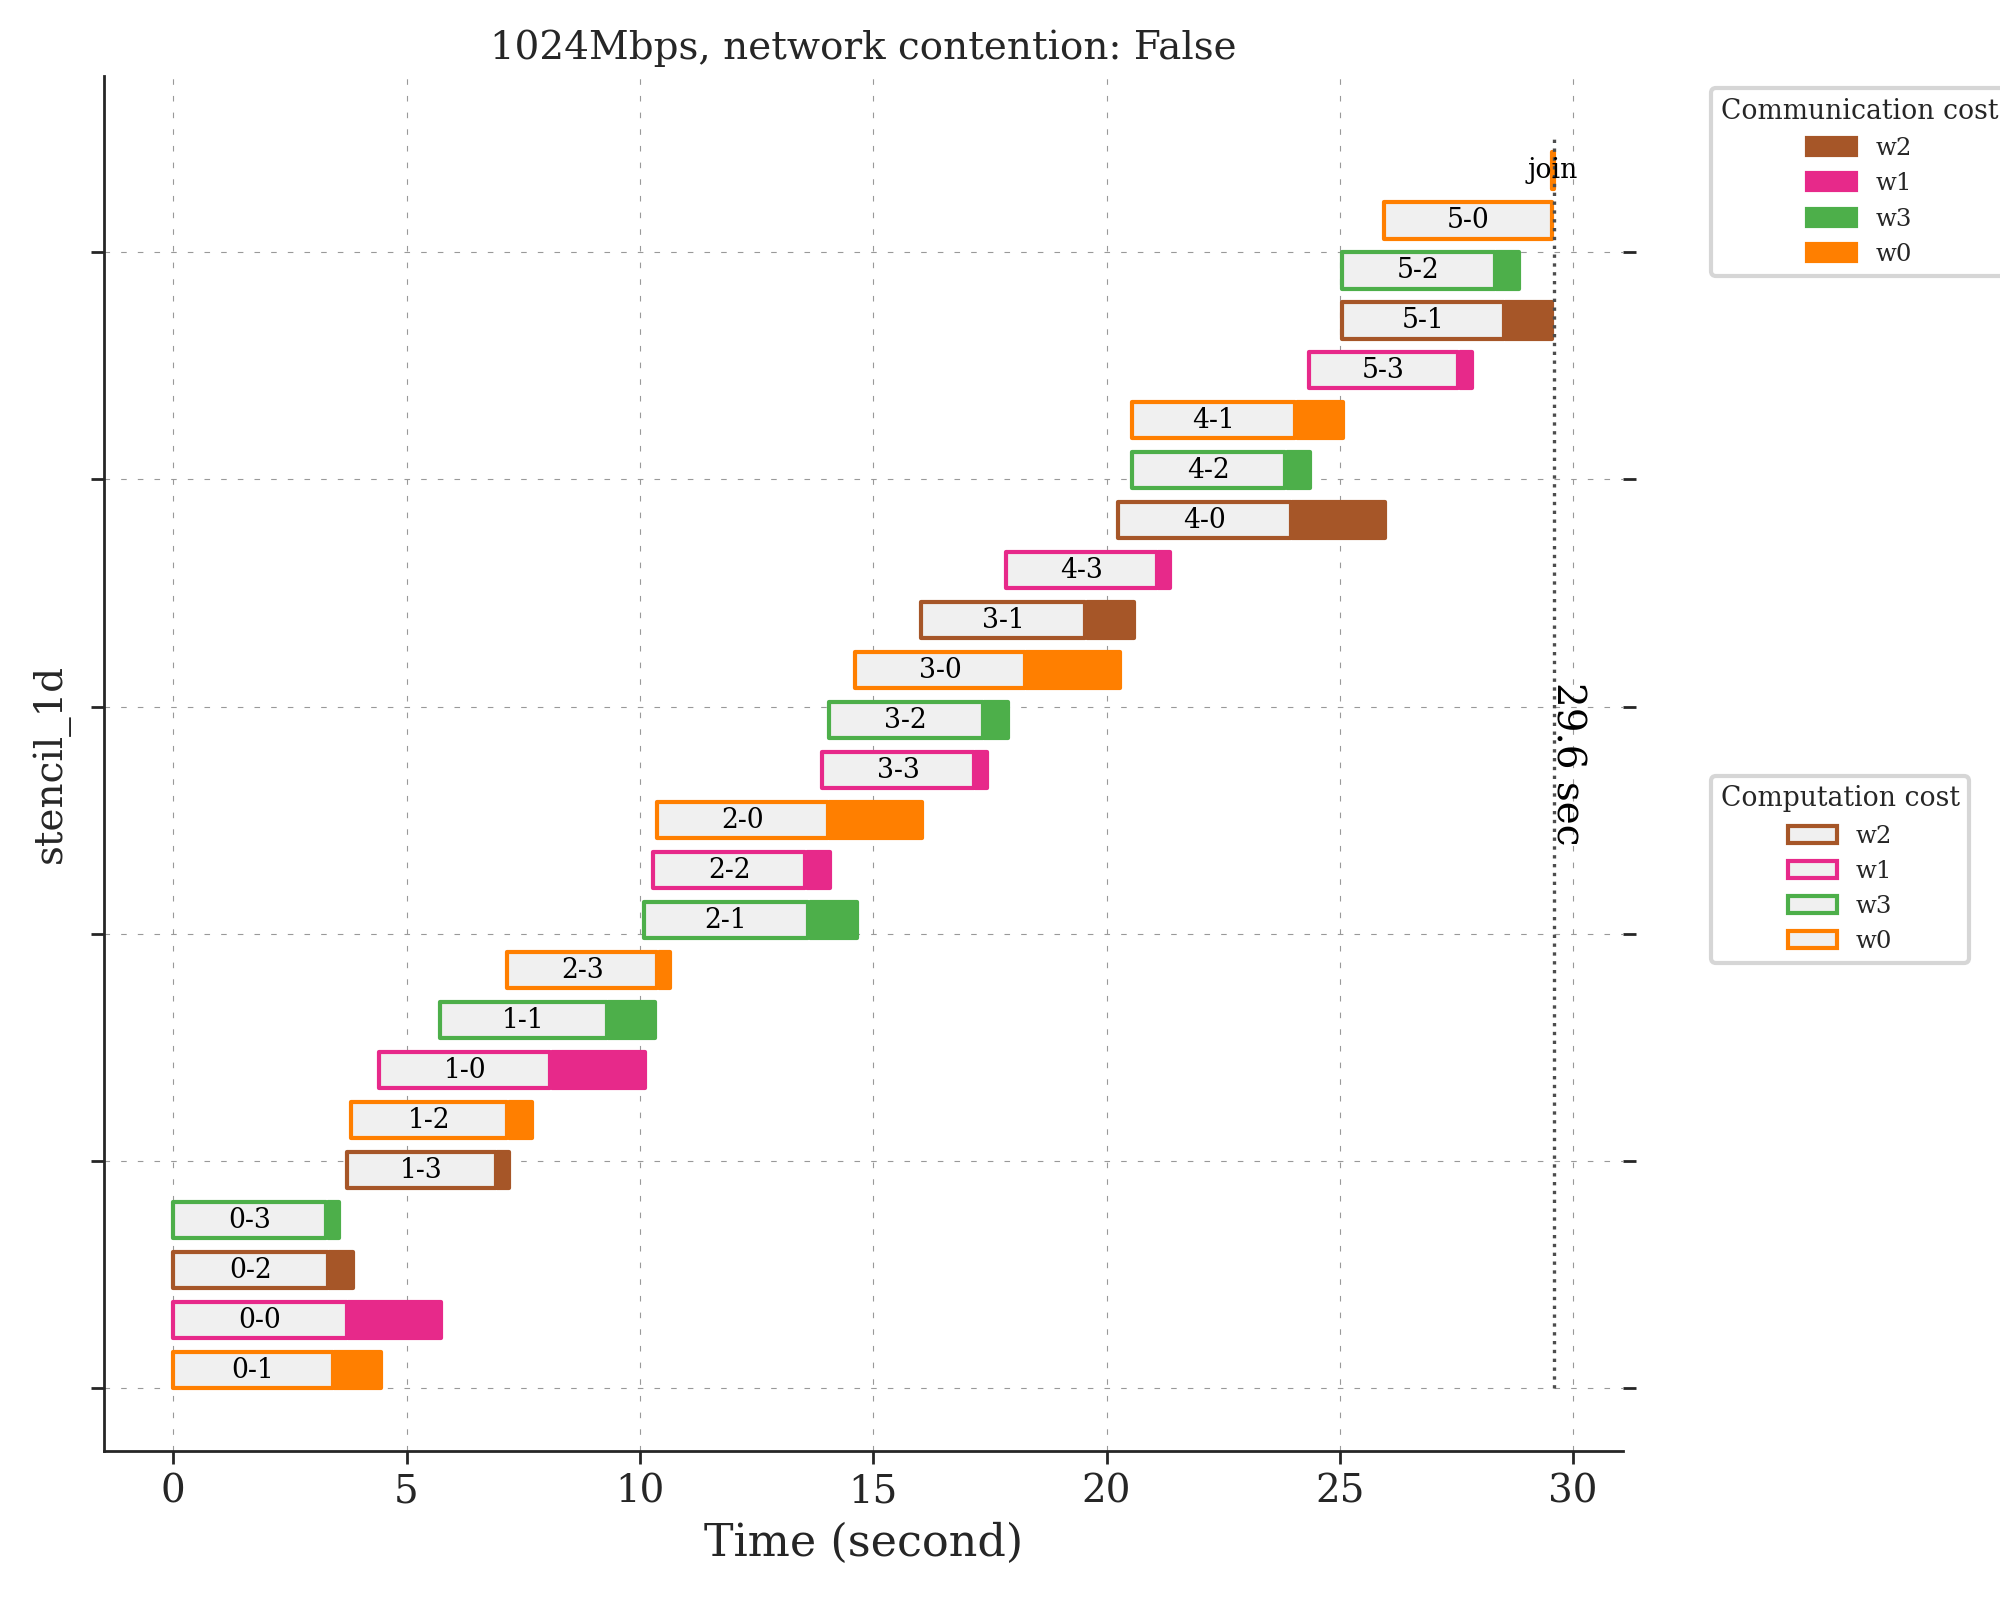 1024Mbps, network contention: False
Communication cost
w2
w1
w3
w0
join
5-0
5-2
5-1
5-3
4-1
4-2
4-0
4-3
3-1
3-0
3-2
3-3
2-0
2-2
2-1
2-3
1-1
1-0
1-2
1-3
0-3
0-2
0-0
0-1
29.6 sec
stencil_1d
Computation cost
w2
w1
w3
w0
0 5 10 15 20 25 30
Time (second)